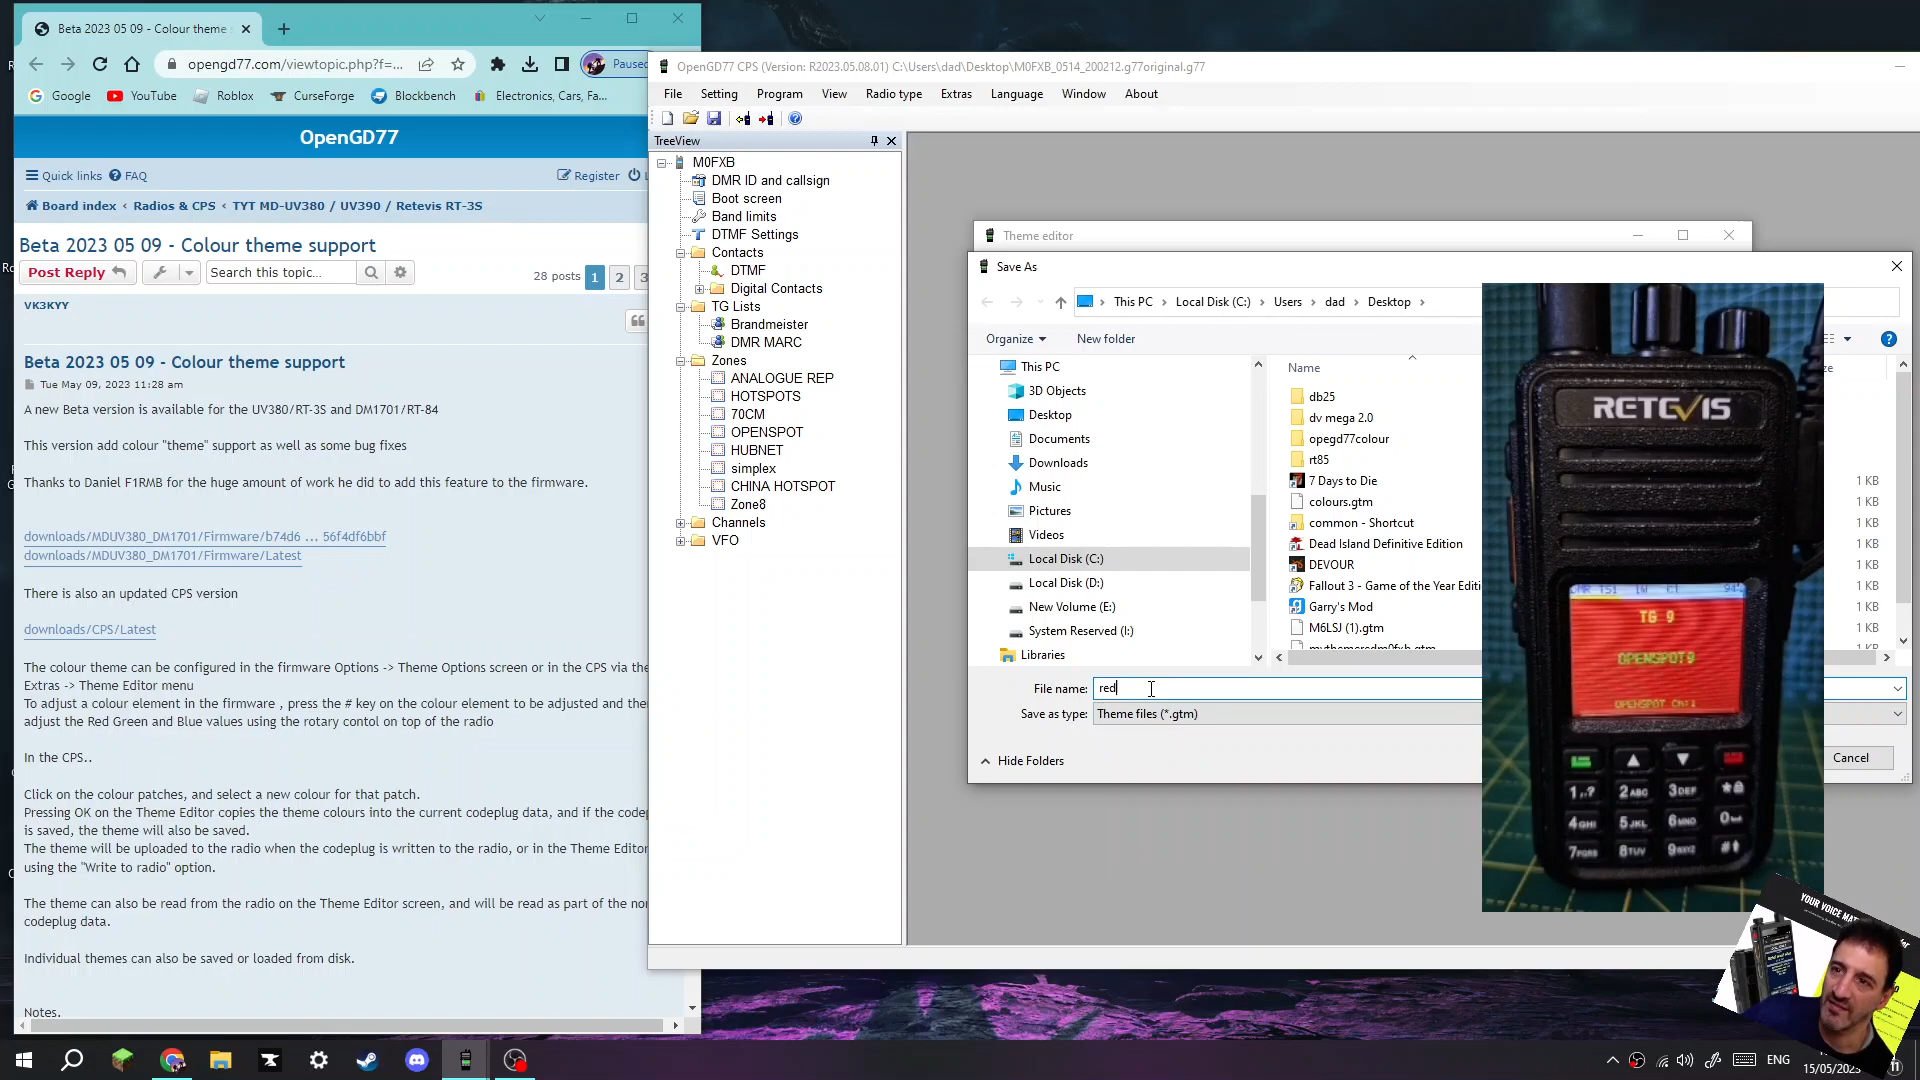 Beta 2023 05 09 - Colour theme
opengd77.com/viewtopic.php?f=...
Paused
Google
YouTube
Roblox
CurseForge
Blockbench
Electronics, Cars, Fa...
OpenGD77
Quick links
FAQ
Register
Board index
Radios & CPS
TYT MD-UV380 / UV390 / Retevis RT-3S
Beta 2023 05 09 - Colour theme support
Post Reply
Search this topic...
28 posts
1
2
3
VK3KYY
Beta 2023 05 09 - Colour theme support
Tue May 09, 2023 11:28 am
A new Beta version is available for the UV380/RT-3S and DM1701/RT-84
This version add colour "theme" support as well as some bug fixes
Thanks to Daniel F1RMB for the huge amount of work he did to add this feature to the firmware.
downloads/MDUV380_DM1701/Firmware/b74d6 ... 56f4df6bbf
downloads/MDUV380_DM1701/Firmware/Latest
There is also an updated CPS version
downloads/CPS/Latest
The colour theme can be configured in the firmware Options -> Theme Options screen or in the CPS via the
Extras -> Theme Editor menu
To adjust a colour element in the firmware , press the # key on the colour element to be adjusted and the
adjust the Red Green and Blue values using the rotary contol on top of the radio
In the CPS..
Click on the colour patches, and select a new colour for that patch.
Pressing OK on the Theme Editor copies the theme colours into the current codeplug data, and if the codep
is saved, the theme will also be saved.
The theme will be uploaded to the radio when the codeplug is written to the radio, or in the Theme Editor
using the "Write to radio" option.
The theme can also be read from the radio on the Theme Editor screen, and will be read as part of the no
codeplug data.
Individual themes can also be saved or loaded from disk.
Notes.
OpenGD77 CPS (Version: R2023.05.08.01) C:\Users\dad\Desktop\M0FXB_0514_200212.g77original.g77
File
Setting
Program
View
Radio type
Extras
Language
Window
About
TreeView
M0FXB
DMR ID and callsign
Boot screen
Band limits
DTMF Settings
Contacts
DTMF
Digital Contacts
TG Lists
Brandmeister
DMR MARC
Zones
ANALOGUE REP
HOTSPOTS
70CM
OPENSPOT
HUBNET
simplex
CHINA HOTSPOT
Zone8
Channels
VFO
Theme editor
Save As
This PC
Local Disk (C:)
Users
dad
Desktop
Organize
New folder
This PC
3D Objects
Desktop
Documents
Downloads
Music
Pictures
Videos
Local Disk (C:)
Local Disk (D:)
New Volume (E:)
System Reserved (I:)
Libraries
Name
db25
dv mega 2.0
opegd77colour
rt85
7 Days to Die
colours.gtm
common - Shortcut
Dead Island Definitive Edition
DEVOUR
Fallout 3 - Game of the Year Editi
Garry's Mod
M6LSJ (1).gtm
mythemeredm0fxb.gtm
1 KB
1 KB
1 KB
1 KB
1 KB
1 KB
1 KB
1 KB
File name:
red
Save as type:
Theme files (*.gtm)
Hide Folders
Cancel
RETEVIS
TG 9
OPENSPOT9
OPENSPOT Ch:1
YOUR VOICE
ENG
15/05/2023
11